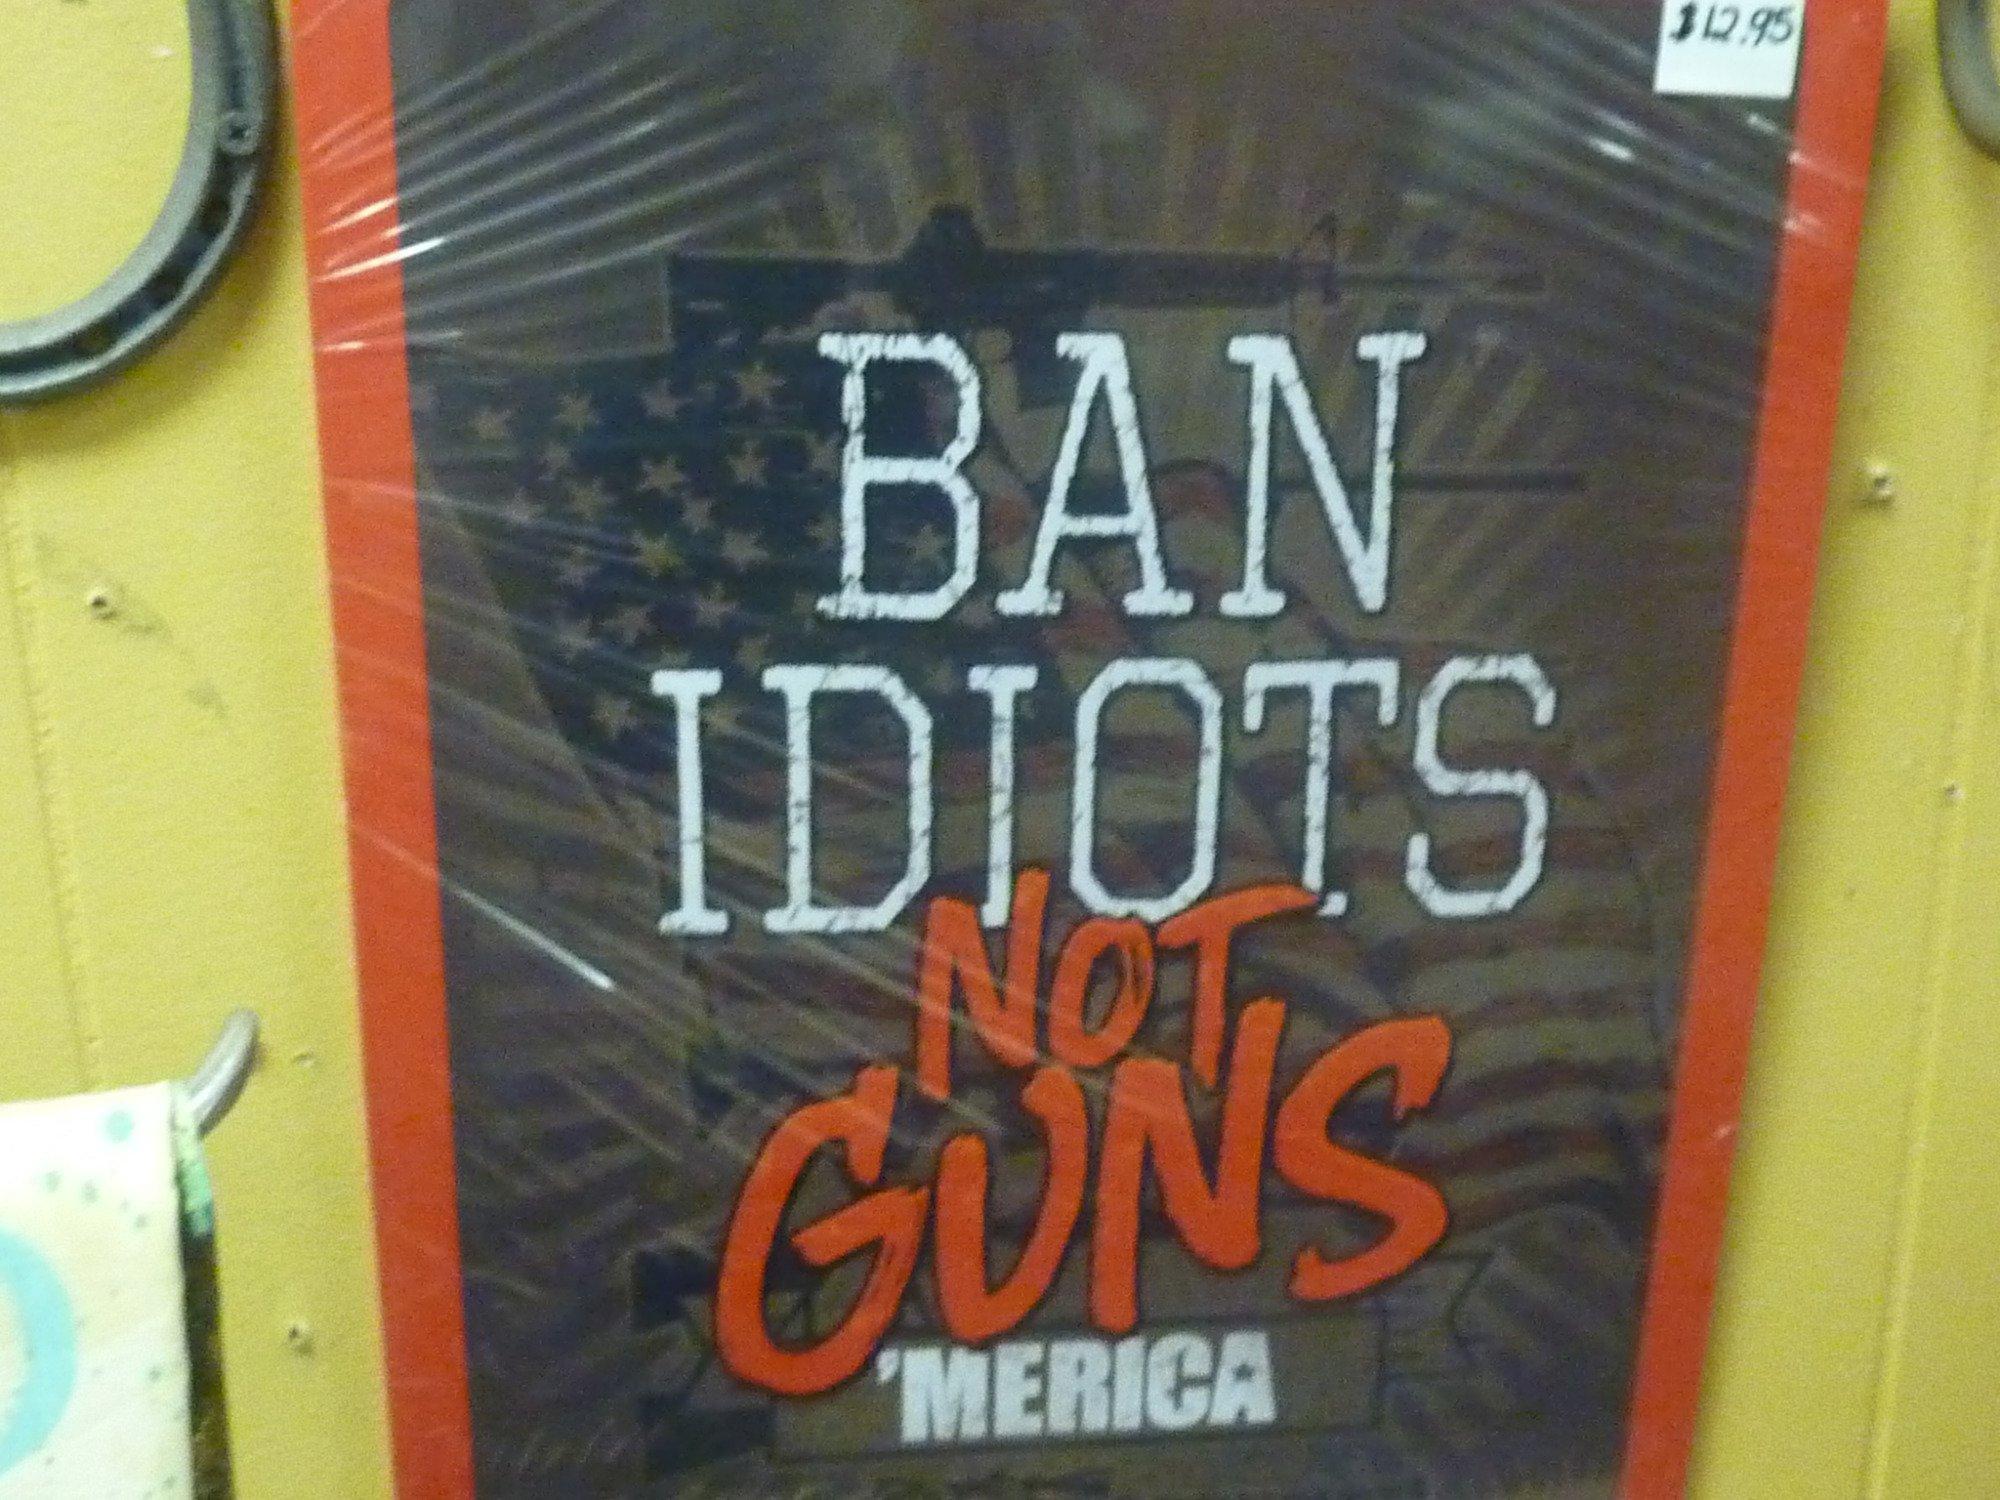 $12.95
BAN
IDIOTS
NOT
GUNS
'MERICA